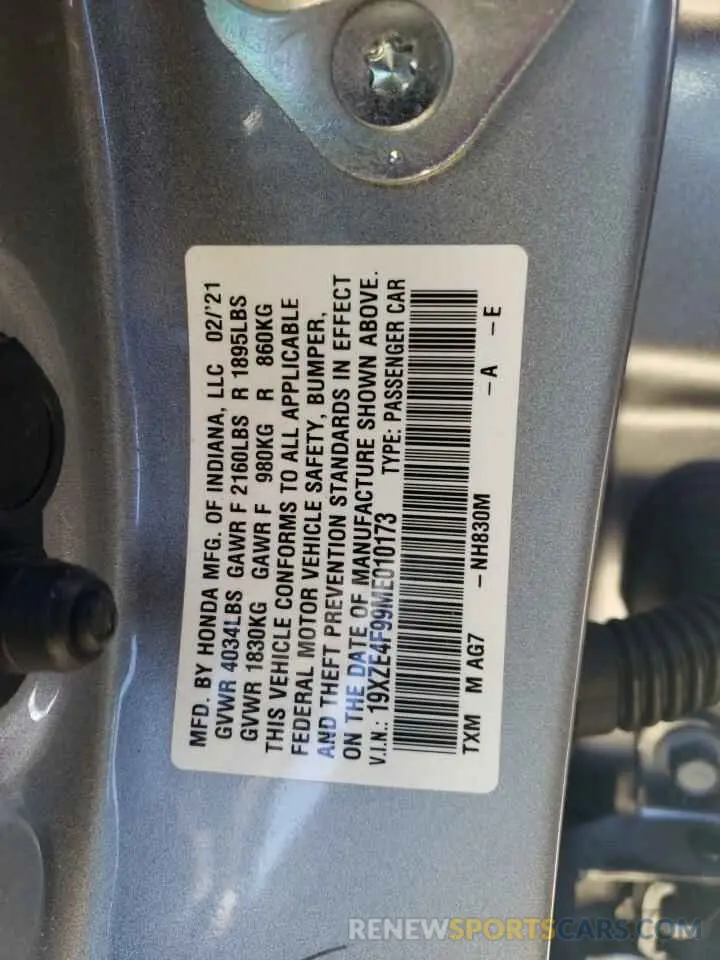 MFD. BY HONDA MFG. OF INDIANA, LLC 02/'21
GVWR 4034LBS GAWR F 2160LBS R 1895LBS
GVWR 1830KG GAWR F 980KG R 860KG
THIS VEHICLE CONFORMS TO ALL APPLICABLE
FEDERAL MOTOR VEHICLE SAFETY, BUMPER,
AND THEFT PREVENTION STANDARDS IN EFFECT
ON THE DATE OF MANUFACTURE SHOWN ABOVE.
V.I.N.: 19XZE4F99ME010173 TYPE: PASSENGER CAR
TXM M AG7 – NH830M – A – E
RENEWSPORTSCARS.COM